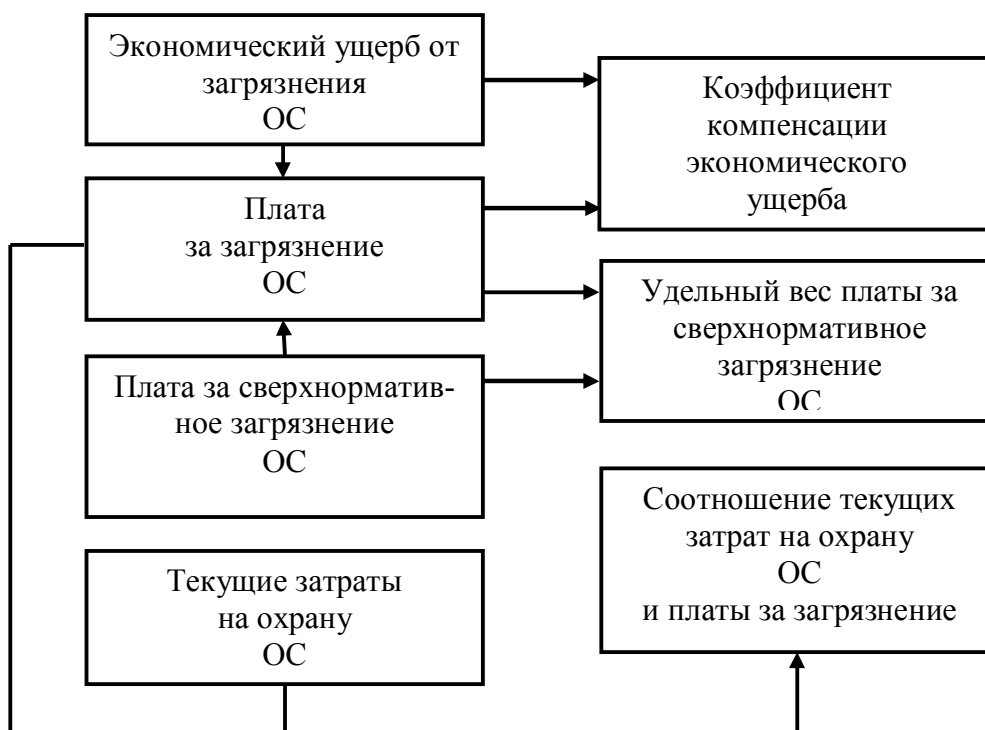 Экономический ущерб от
загрязнения
ОС
Плата
за загрязнение
ОС
Плата за сверхнорматив-
ное загрязнение
ОС
Текущие затраты
на охрану
ОС
Коэффициент
компенсации
экономического
ущерба
Удельный вес платы за
сверхнормативное
загрязнение
ОС
Соотношение текущих
затрат на охрану
ОС
и платы за загрязнение